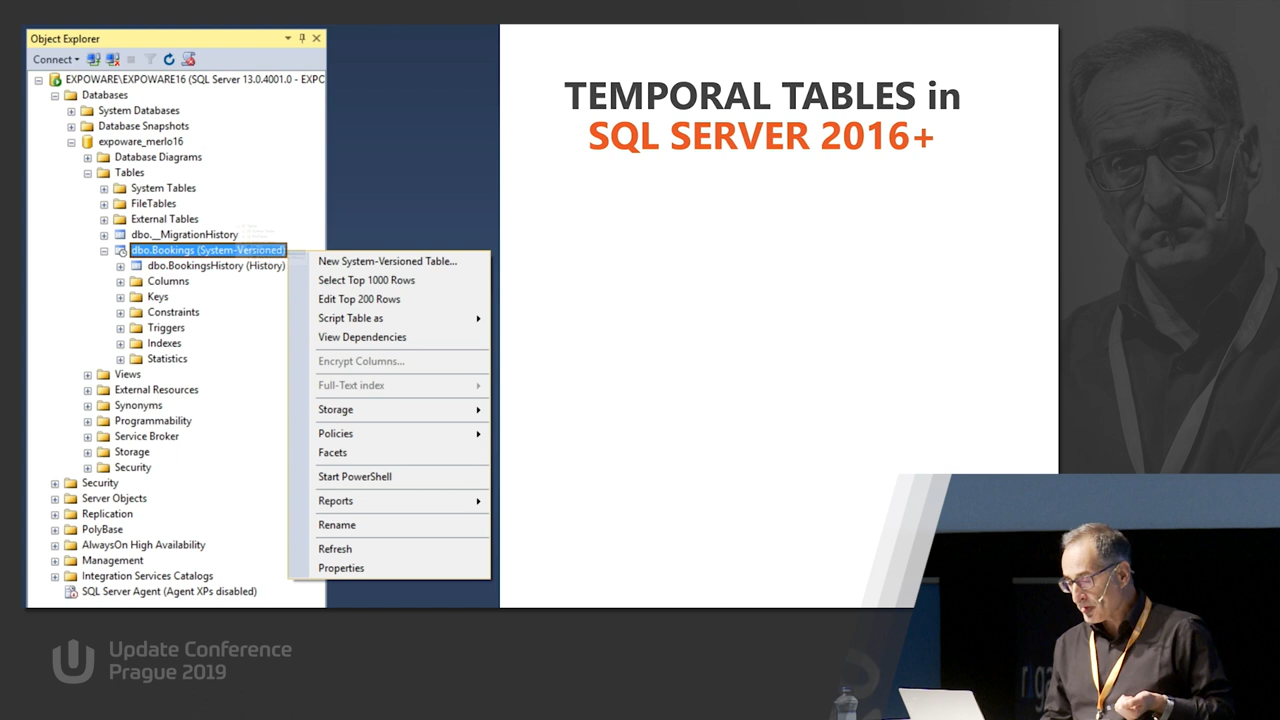 Object Explorer
Connect
EXPOWARE\EXPOWARE16 (SQL Server 13.0.4001.0 - EXPC
Databases
System Databases
Database Snapshots
expoware_merlo16
Database Diagrams
Tables
System Tables
FileTables
External Tables
dbo.__MigrationHistory
dbo.Bookings (System-Versioned)
dbo.BookingsHistory (History)
Columns
Keys
Constraints
Triggers
Indexes
Statistics
Views
External Resources
Synonyms
Programmability
Service Broker
Storage
Security
Security
Server Objects
Replication
PolyBase
AlwaysOn High Availability
Management
Integration Services Catalogs
SQL Server Agent (Agent XPs disabled)
New System-Versioned Table...
Select Top 1000 Rows
Edit Top 200 Rows
Script Table as
View Dependencies
Encrypt Columns...
Full-Text index
Storage
Policies
Facets
Start PowerShell
Reports
Rename
Refresh
Properties
TEMPORAL TABLES in
SQL SERVER 2016+
Update Conference
Prague 2019